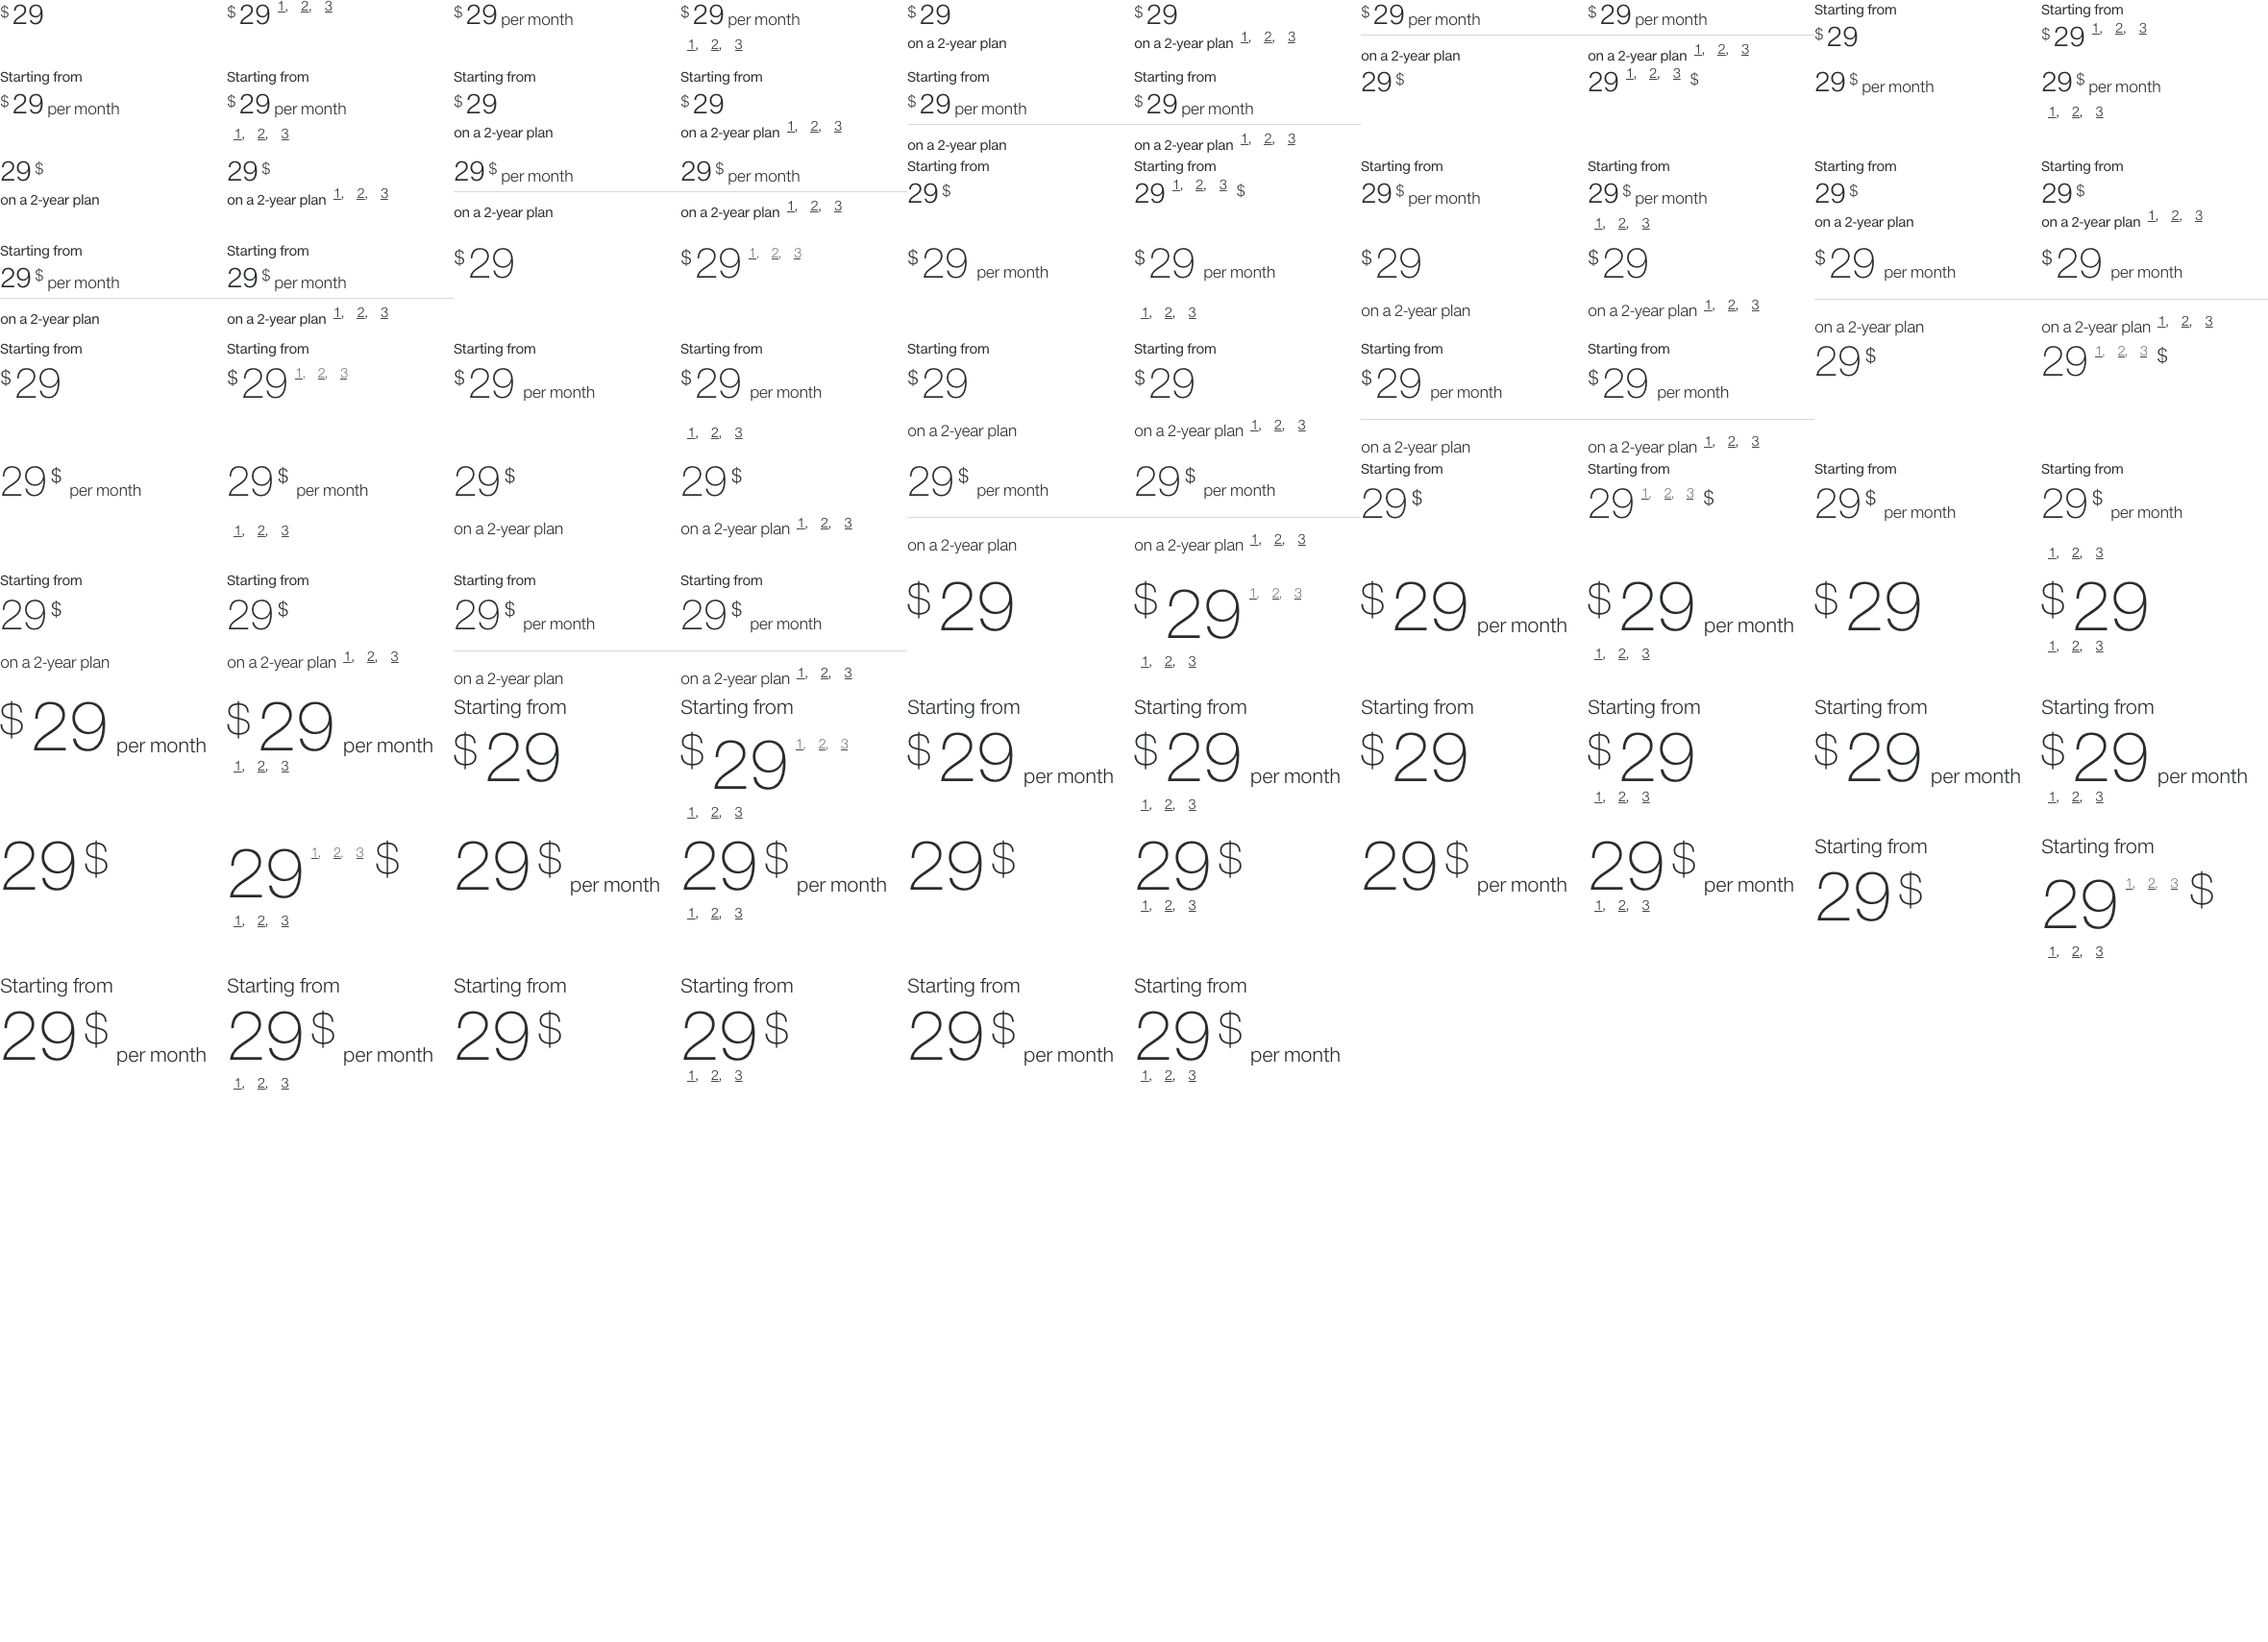 $29
$29 1, 2, 3
$29 per month
$29 per month
1, 2, 3
$29
on a 2-year plan
$29
on a 2-year plan 1, 2, 3
$29 per month
on a 2-year plan
$29 per month
on a 2-year plan 1, 2, 3
Starting from
$29
Starting from
$29 1, 2, 3
Starting from
$29 per month
Starting from
$29 per month
1, 2, 3
Starting from
$29
on a 2-year plan
Starting from
$29
on a 2-year plan 1, 2, 3
Starting from
$29 per month
on a 2-year plan
Starting from
$29 per month
on a 2-year plan 1, 2, 3
29 $
29 1, 2, 3 $
29 $ per month
29 $ per month
1, 2, 3
29 $
on a 2-year plan
29 $
on a 2-year plan 1, 2, 3
29 $ per month
on a 2-year plan
29 $ per month
on a 2-year plan 1, 2, 3
Starting from
29 $
Starting from
29 1, 2, 3 $
Starting from
29 $ per month
Starting from
29 $ per month
1, 2, 3
Starting from
29 $
on a 2-year plan
Starting from
29 $
on a 2-year plan 1, 2, 3
Starting from
29 $ per month
on a 2-year plan
Starting from
29 $ per month
on a 2-year plan 1, 2, 3
$29
$29 1, 2, 3
$29 per month
$29 per month
1, 2, 3
$29
on a 2-year plan
$29
on a 2-year plan 1, 2, 3
$29 per month
on a 2-year plan
$29 per month
on a 2-year plan 1, 2, 3
Starting from
$29
Starting from
$29 1, 2, 3
Starting from
$29 per month
Starting from
$29 per month
1, 2, 3
Starting from
$29
on a 2-year plan
Starting from
$29
on a 2-year plan 1, 2, 3
Starting from
$29 per month
on a 2-year plan
Starting from
$29 per month
on a 2-year plan 1, 2, 3
29 $
29 1, 2, 3 $
29 $ per month
29 $ per month
1, 2, 3
29 $
on a 2-year plan
29 $
on a 2-year plan 1, 2, 3
29 $ per month
on a 2-year plan
29 $ per month
on a 2-year plan 1, 2, 3
Starting from
29 $
Starting from
29 1, 2, 3 $
Starting from
29 $ per month
Starting from
29 $ per month
1, 2, 3
Starting from
29 $
on a 2-year plan
Starting from
29 $
on a 2-year plan 1, 2, 3
Starting from
29 $ per month
on a 2-year plan
Starting from
29 $ per month
on a 2-year plan 1, 2, 3
$29
$29 1, 2, 3
1, 2, 3
$29 per month
$29 per month
1, 2, 3
$29
$29
1, 2, 3
$29 per month
$29 per month
1, 2, 3
Starting from
$29
Starting from
$29 1, 2, 3
1, 2, 3
Starting from
$29 per month
Starting from
$29 per month
1, 2, 3
Starting from
$29
Starting from
$29
1, 2, 3
Starting from
$29 per month
Starting from
$29 per month
1, 2, 3
29 $
29 1, 2, 3 $
1, 2, 3
29 $ per month
29 $ per month
1, 2, 3
29 $
29 $
1, 2, 3
29 $ per month
29 $ per month
1, 2, 3
Starting from
29 $
Starting from
29 1, 2, 3 $
1, 2, 3
Starting from
29 $ per month
Starting from
29 $ per month
1, 2, 3
Starting from
29 $
Starting from
29 $
1, 2, 3
Starting from
29 $ per month
Starting from
29 $ per month
1, 2, 3